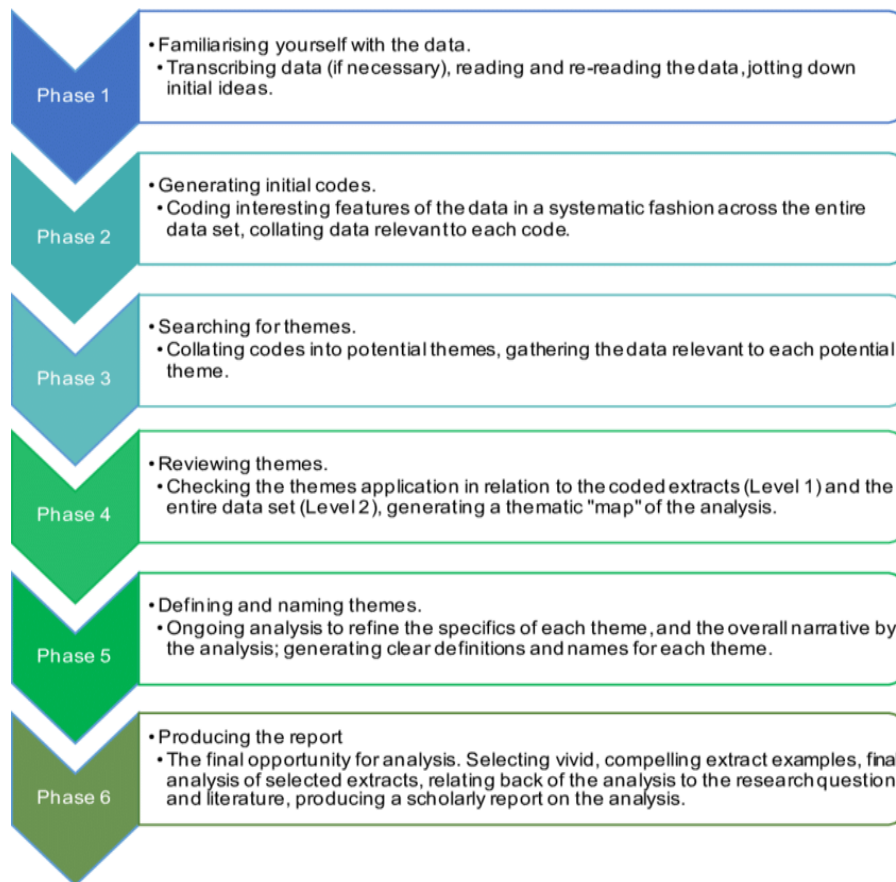 Phase 1
• Familiarising yourself with the data.
• Transcribing data (if necessary), reading and re-reading the data, jotting down
initial ideas.
Phase 2
• Generating initial codes.
• Coding interesting features of the data in a systematic fashion across the entire
data set, collating data relevant to each code.
Phase 3
• Searching for themes.
• Collating codes into potential themes, gathering the data relevant to each potential
theme.
Phase 4
• Reviewing themes.
• Checking the themes application in relation to the coded extracts (Level 1) and the
entire data set (Level 2), generating a thematic "map" of the analysis.
Phase 5
• Defining and naming themes.
• Ongoing analysis to refine the specifics of each theme, and the overall narrative by
the analysis; generating clear definitions and names for each theme.
Phase 6
• Producing the report
• The final opportunity for analysis. Selecting vivid, compelling extract examples, final
analysis of selected extracts, relating back of the analysis to the research question
and literature, producing a scholarly report on the analysis.